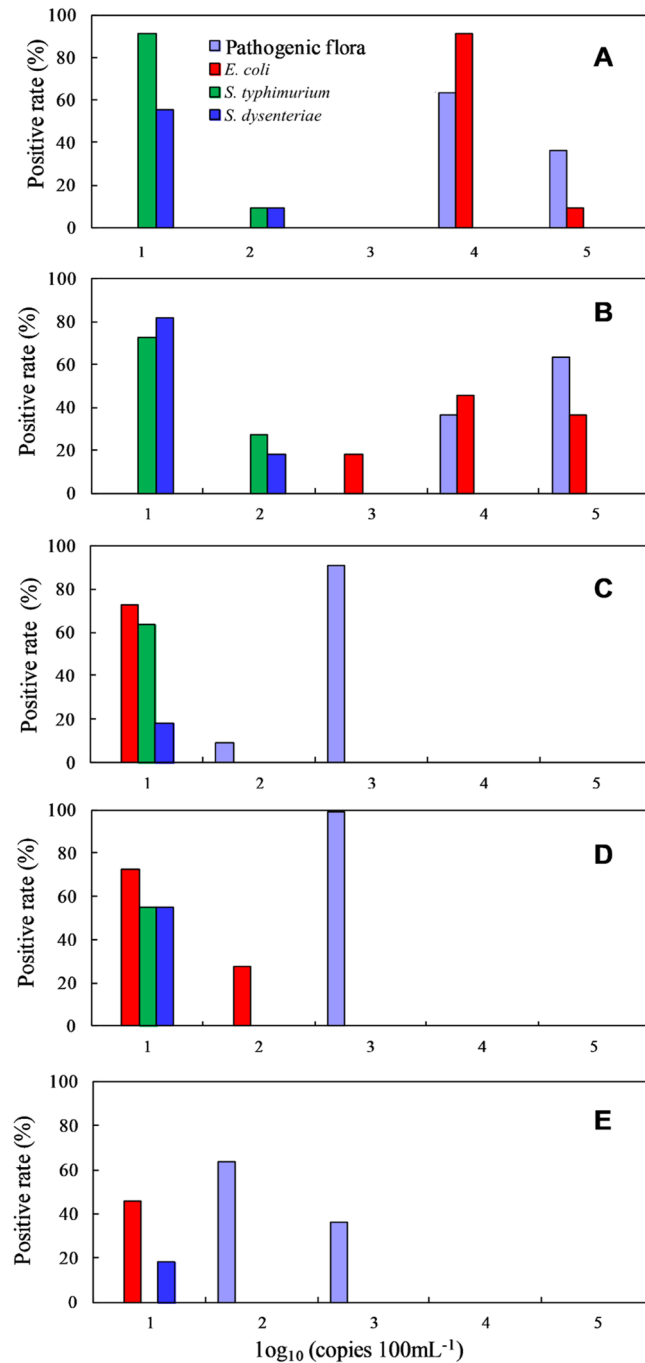 100
80
60
40
20
0
Positive rate (%)
Pathogenic flora
E. coli
S. typhimurium
S. dysenteriae
A
1 2 3 4 5
100
80
60
40
20
0
Positive rate (%)
B
1 2 3 4 5
100
80
60
40
20
0
Positive rate (%)
C
1 2 3 4 5
100
80
60
40
20
0
Positive rate (%)
D
1 2 3 4 5
100
80
60
40
20
0
Positive rate (%)
E
1 2 3 4 5
log₁₀ (copies 100mL⁻¹)